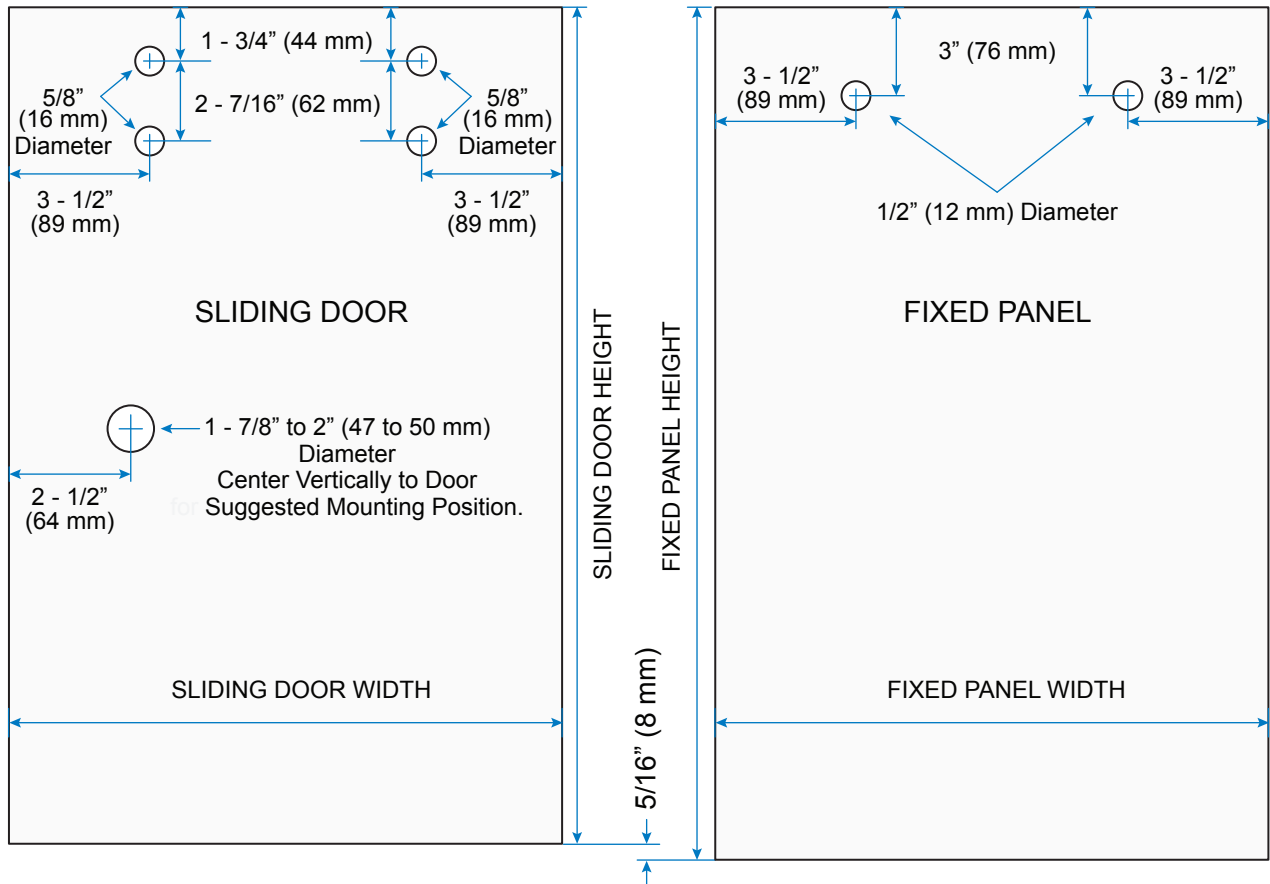 1 - 3/4” (44 mm)
2 - 7/16” (62 mm)
5/8”
(16 mm)
Diameter
5/8”
(16 mm)
Diameter
3 - 1/2”
(89 mm)
3 - 1/2”
(89 mm)
SLIDING DOOR
1 - 7/8” to 2” (47 to 50 mm)
Diameter
Center Vertically to Door
for Suggested Mounting Position.
2 - 1/2”
(64 mm)
SLIDING DOOR WIDTH
SLIDING DOOR HEIGHT
5/16” (8 mm)
FIXED PANEL HEIGHT
3” (76 mm)
3 - 1/2”
(89 mm)
3 - 1/2”
(89 mm)
1/2” (12 mm) Diameter
FIXED PANEL
FIXED PANEL WIDTH